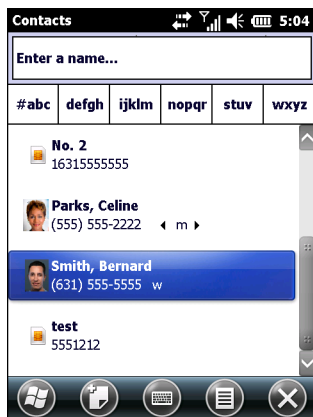 Contacts 5:04
Enter a name...
#abc defgh ijklm nopqr stuv wxyz
No. 2
16315555555
Parks, Celine
(555) 555-2222 m
Smith, Bernard
(631) 555-5555 w
test
5551212